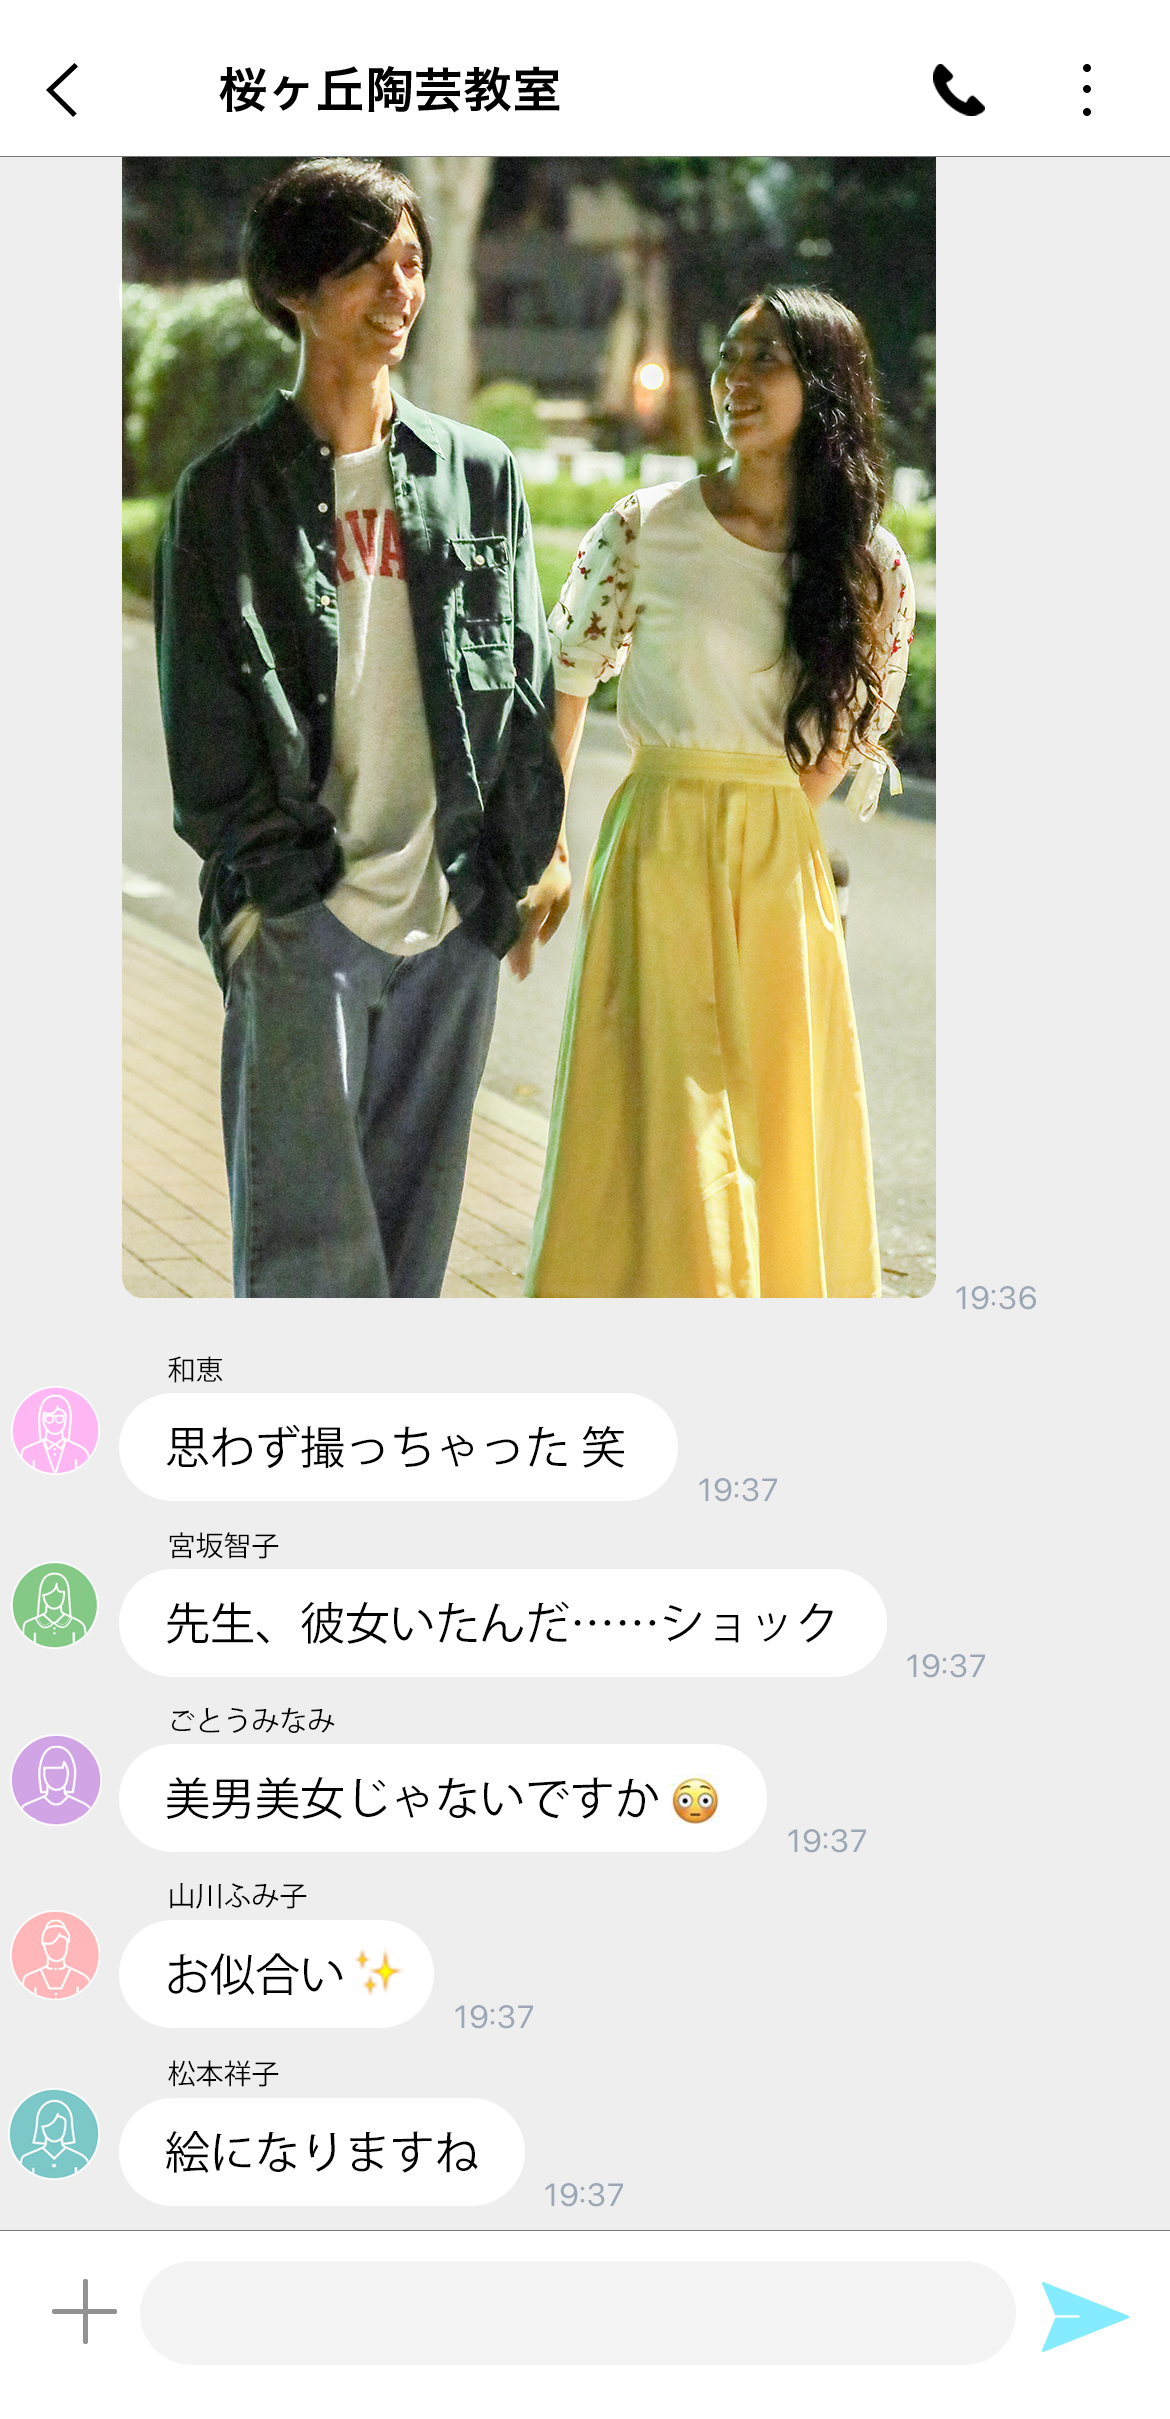 桜ヶ丘陶芸教室
RVA
19:36
和恵
思わず撮っちゃった 笑
19:37
宮坂智子
先生、彼女いたんだ……ショック
19:37
ごとうみなみ
美男美女じゃないですか 😳
19:37
山川ふみ子
お似合い ✨
19:37
松本祥子
絵になりますね
19:37